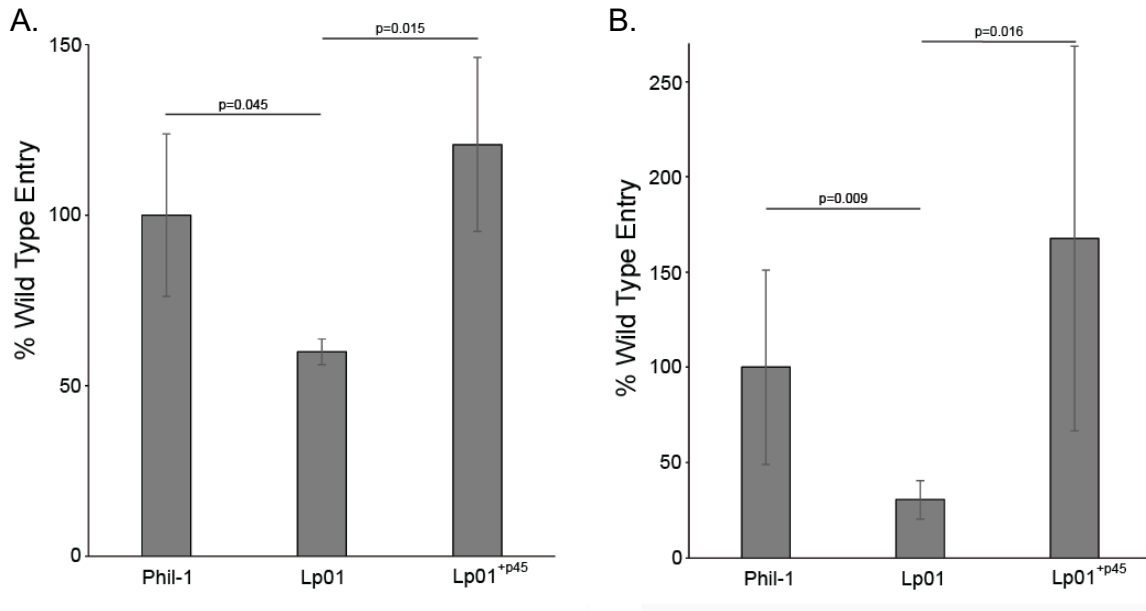 A.
p=0.015
p=0.045
% Wild Type Entry
150
100
50
0
Phil-1 Lp01 Lp01+p45
B.
p=0.016
p=0.009
% Wild Type Entry
250
200
150
100
50
0
Phil-1 Lp01 Lp01+p45